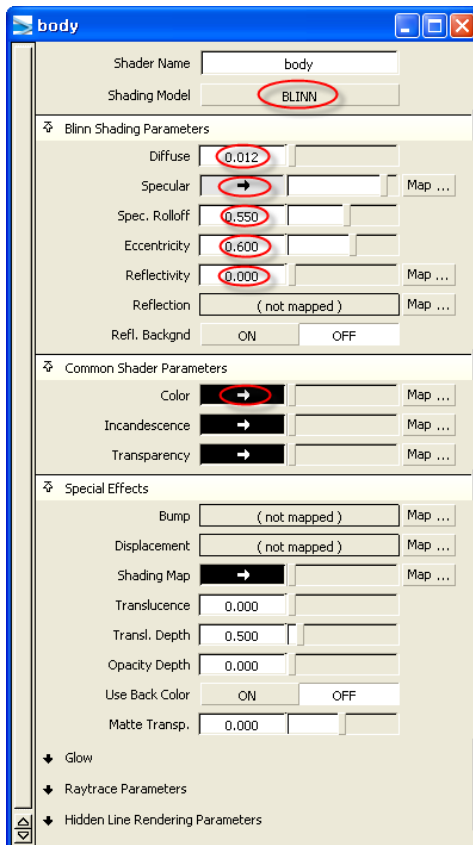 body
Shader Name body
Shading Model BLINN
Blinn Shading Parameters
Diffuse 0.012
Specular Map ...
Spec. Rolloff 0.550
Eccentricity 0.600
Reflectivity 0.000 Map ...
Reflection ( not mapped ) Map ...
Refl. Backgnd ON OFF
Common Shader Parameters
Color Map ...
Incandescence Map ...
Transparency Map ...
Special Effects
Bump ( not mapped ) Map ...
Displacement ( not mapped ) Map ...
Shading Map Map ...
Translucence 0.000
Transl. Depth 0.500
Opacity Depth 0.000
Use Back Color ON OFF
Matte Transp. 0.000
Glow
Raytrace Parameters
Hidden Line Rendering Parameters